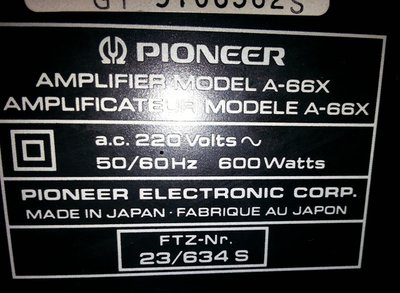 PIONEER
AMPLIFIER MODEL A-66X
AMPLIFICATEUR MODELE A-66X
a.c. 220 Volts ~
50/60Hz 600 Watts
PIONEER ELECTRONIC CORP.
MADE IN JAPAN · FABRIQUE AU JAPON
FTZ-Nr.
23/634 S